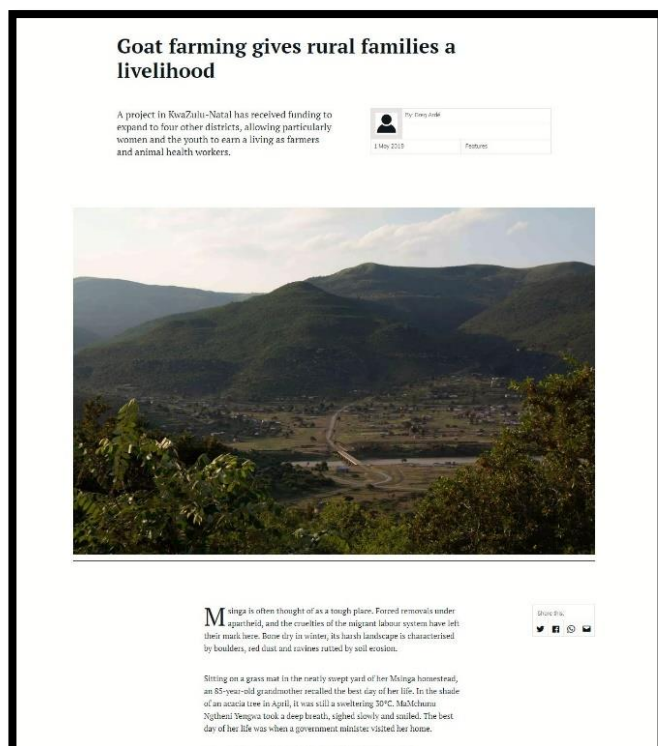 Goat farming gives rural families a
livelihood
A project in KwaZulu-Natal has received funding to
expand to four other districts, allowing particularly
women and the youth to earn a living as farmers
and animal health workers.
By:
1 May 2019
Features
Msinga is often thought of as a tough place. Forced removals under
apartheid, and the cruelties of the migrant labour system have left
their mark here. Bone dry in winter, its harsh landscape is characterised
by boulders, red dust and ravines rutted by soil erosion.
Sitting on a grass mat in the neatly swept yard of her Msinga homestead,
an 85-year-old grandmother recalled the best day of her life. In the shade
of an acacia tree in April, it was still a sweltering 30°C. MaMchunu
Ngtheni Yengwa took a deep breath, sighed slowly and smiled. The best
day of her life was when a government minister visited her home.
Share this: